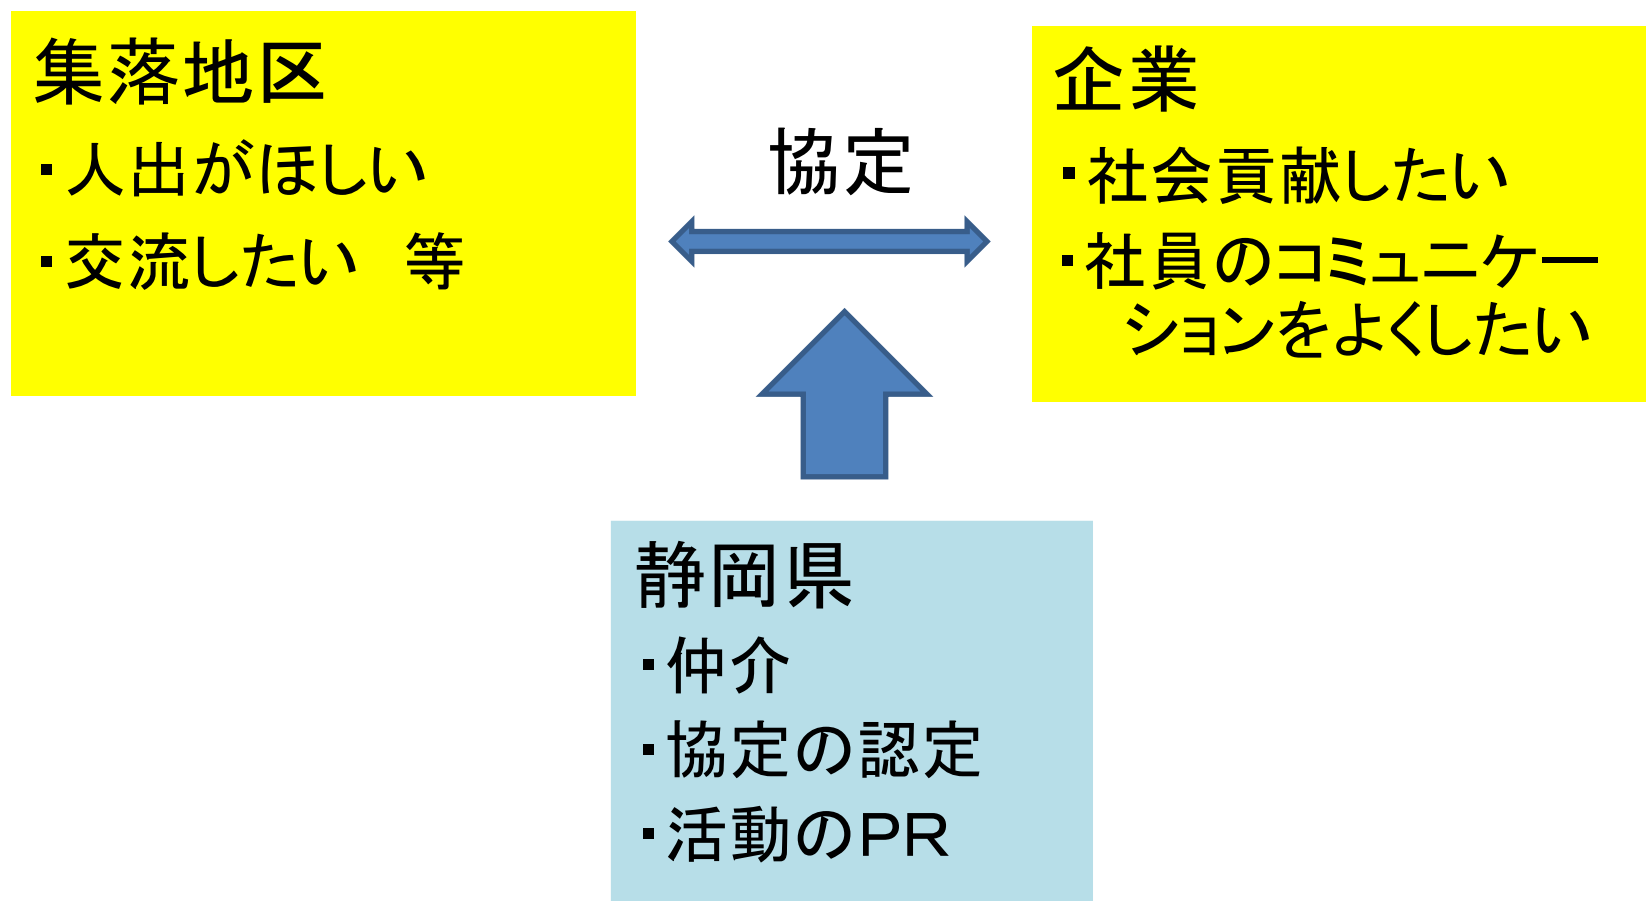 集落地区
・人出がほしい
・交流したい　等
協定
企業
・社会貢献したい
・社員のコミュニケー
ションをよくしたい
静岡県
・仲介
・協定の認定
・活動のＰＲ